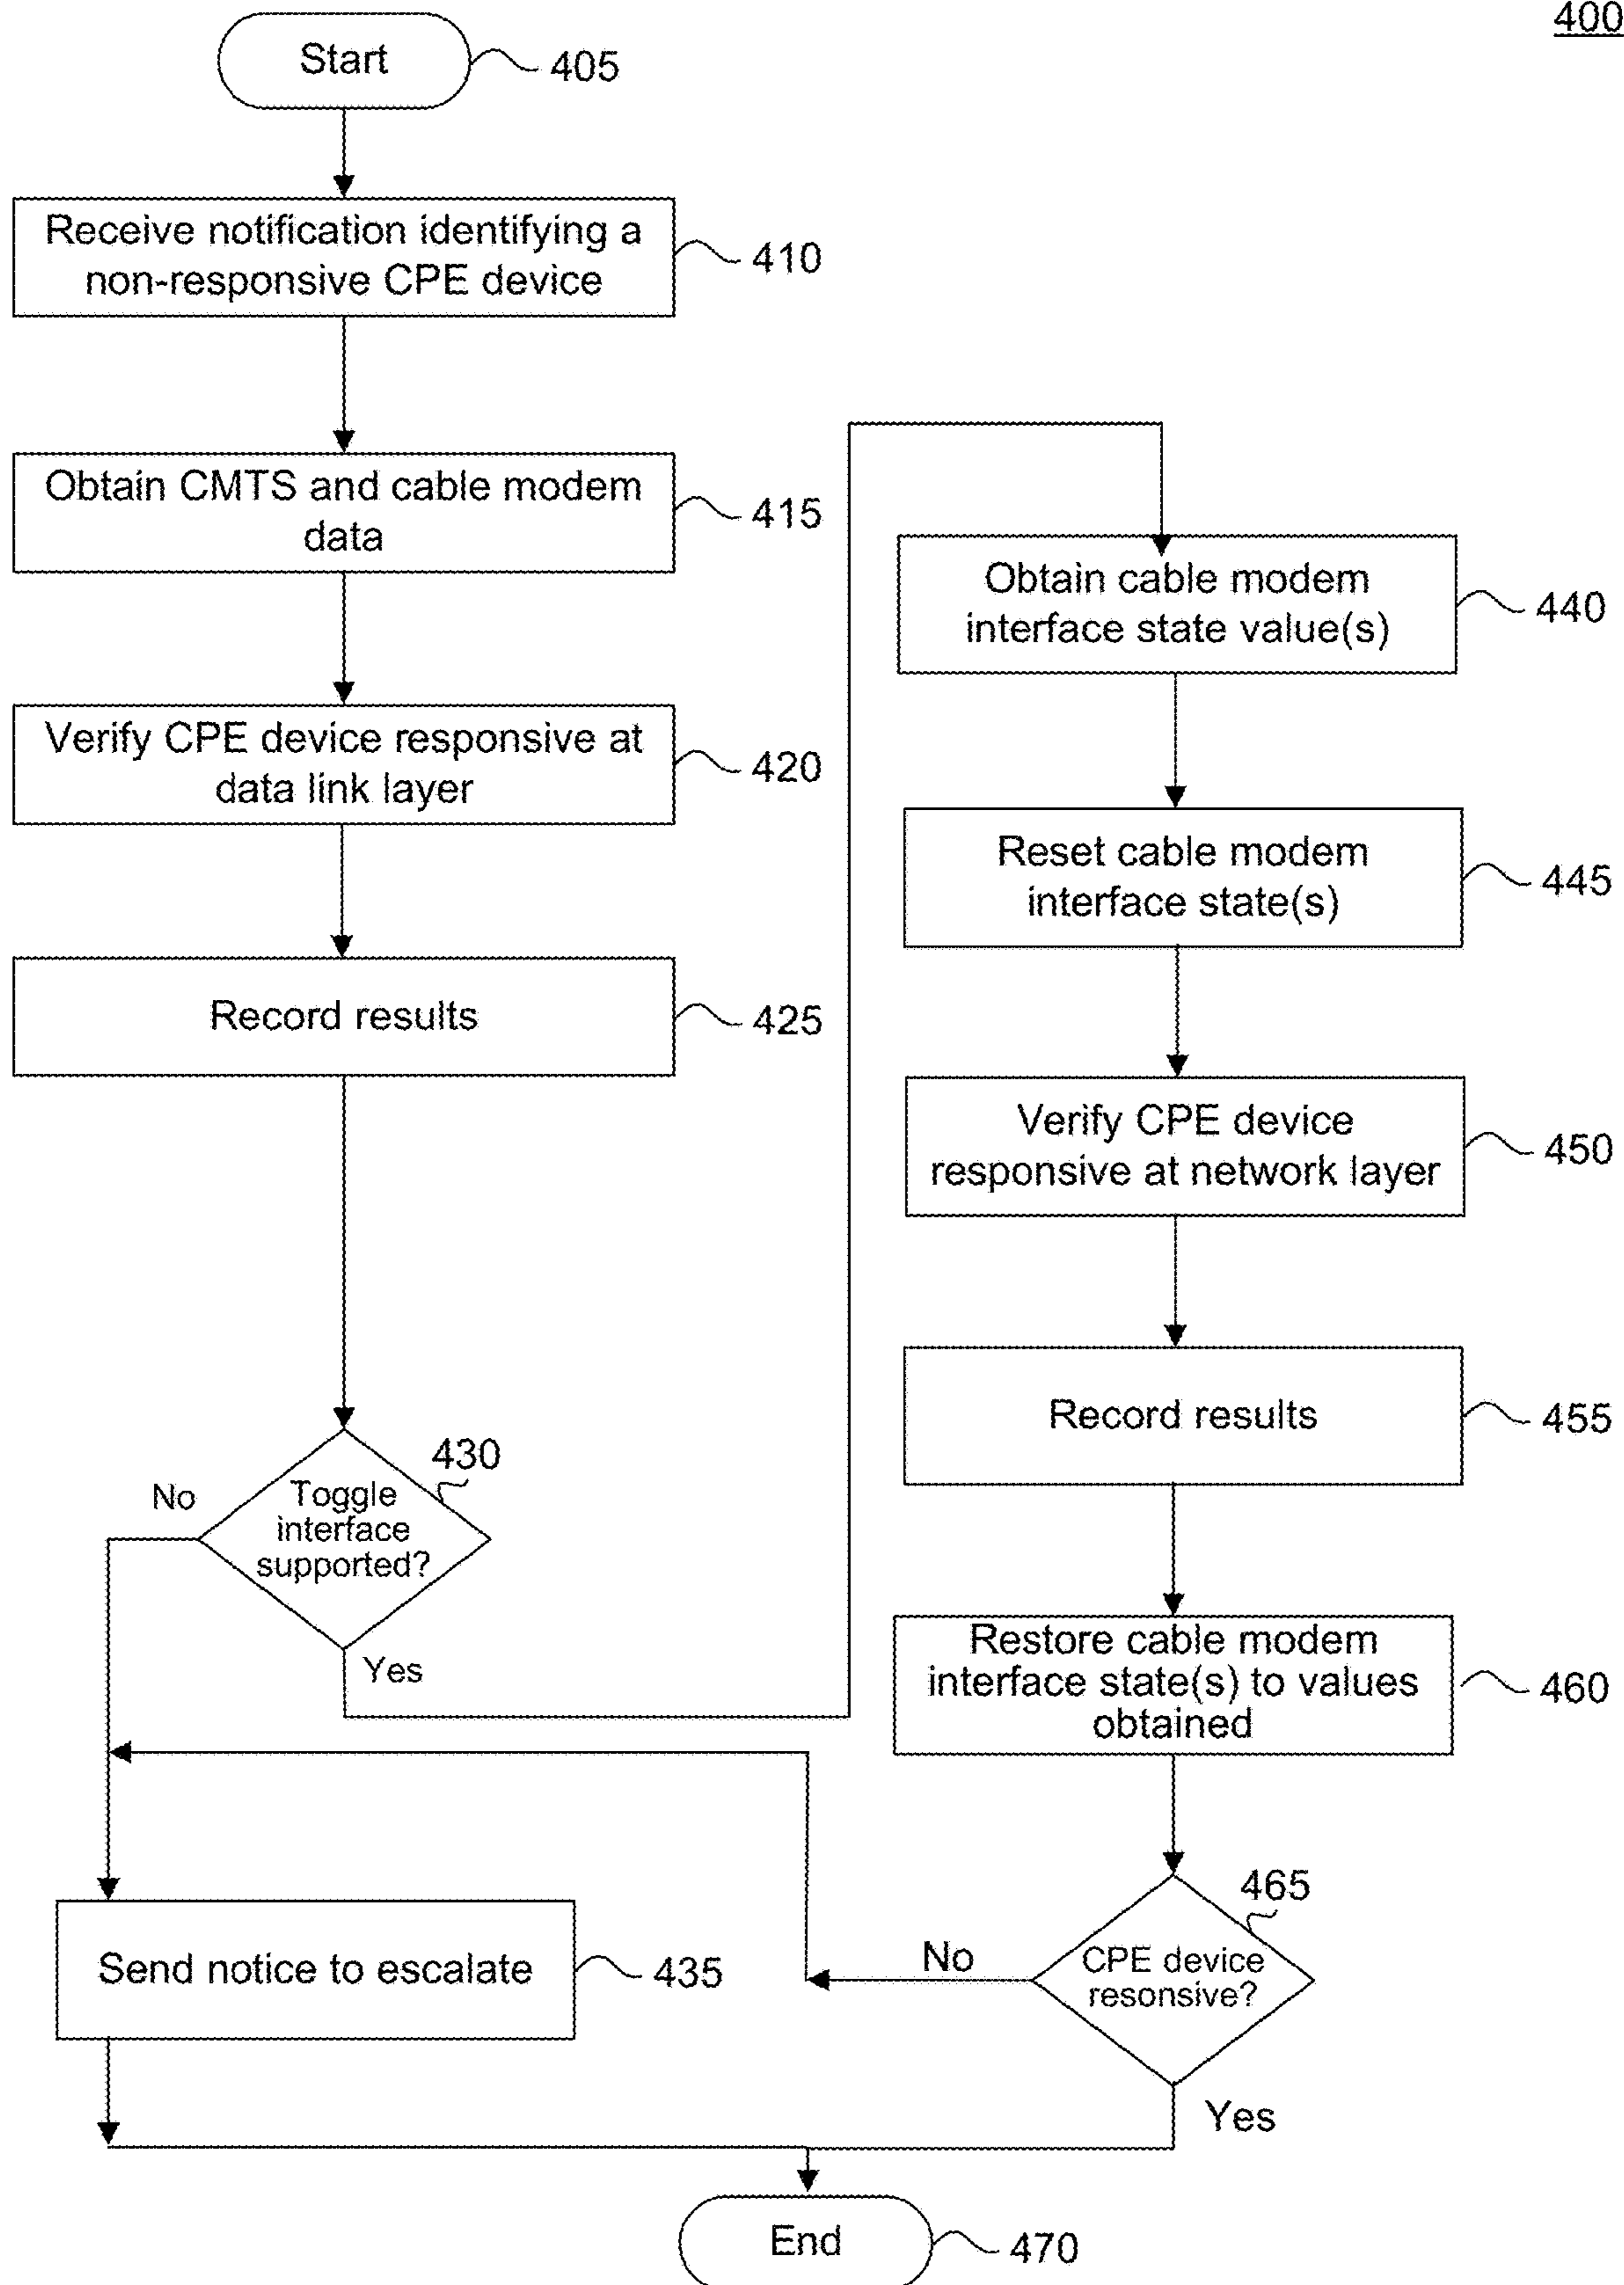 400
Start
405
Receive notification identifying a
non-responsive CPE device
410
Obtain CMTS and cable modem
data
415
Verify CPE device responsive at
data link layer
420
Record results
425
430
Toggle
interface
supported?
No
Yes
Send notice to escalate
435
Obtain cable modem
interface state value(s)
440
Reset cable modem
interface state(s)
445
Verify CPE device
responsive at network layer
450
Record results
455
Restore cable modem
interface state(s) to values
obtained
460
465
CPE device
resonsive?
No
Yes
End
470